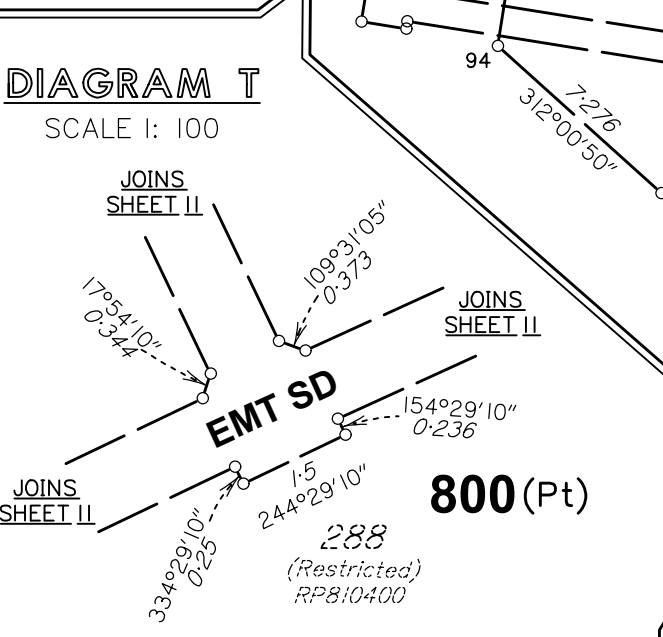 DIAGRAM T
SCALE 1: 100
94
7·276
312°00'50"
JOINS
SHEET 11
109°31'05"
0·373
17°54'10"
0·344
JOINS
SHEET 11
EMT SD
154°29'10"
0·236
JOINS
SHEET 11
1·5
244°29'10"
800 (Pt)
334°29'10"
0·25
288
(Restricted)
RP810400